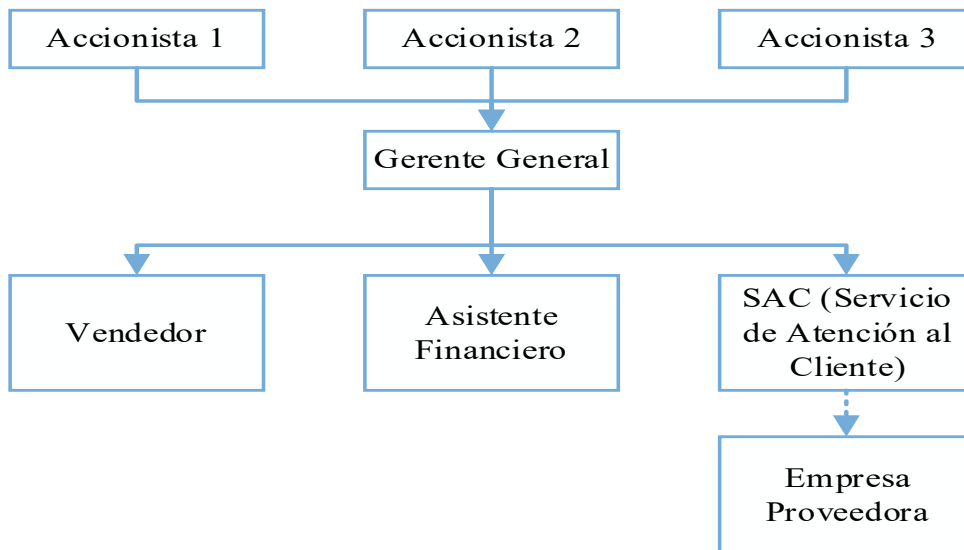 Accionista 1
Accionista 2
Accionista 3
Gerente General
Vendedor
Asistente
Financiero
SAC (Servicio
de Atención al
Cliente)
Empresa
Proveedora